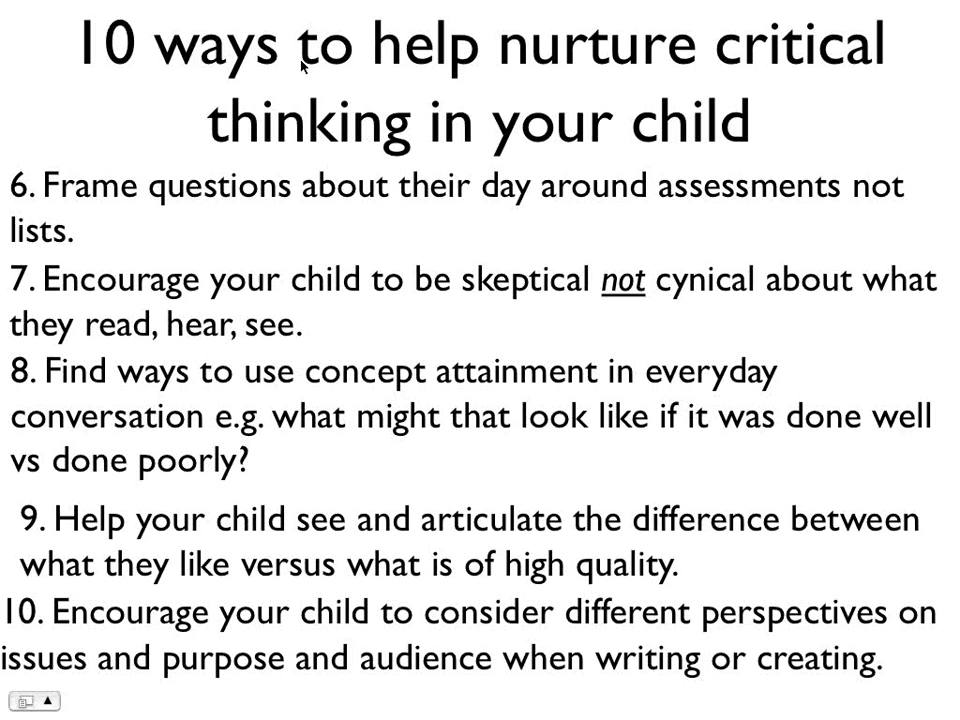 10 ways to help nurture critical
thinking in your child
6. Frame questions about their day around assessments not
lists.
7. Encourage your child to be skeptical not cynical about what
they read, hear, see.
8. Find ways to use concept attainment in everyday
conversation e.g. what might that look like if it was done well
vs done poorly?
9. Help your child see and articulate the difference between
what they like versus what is of high quality.
10. Encourage your child to consider different perspectives on
issues and purpose and audience when writing or creating.